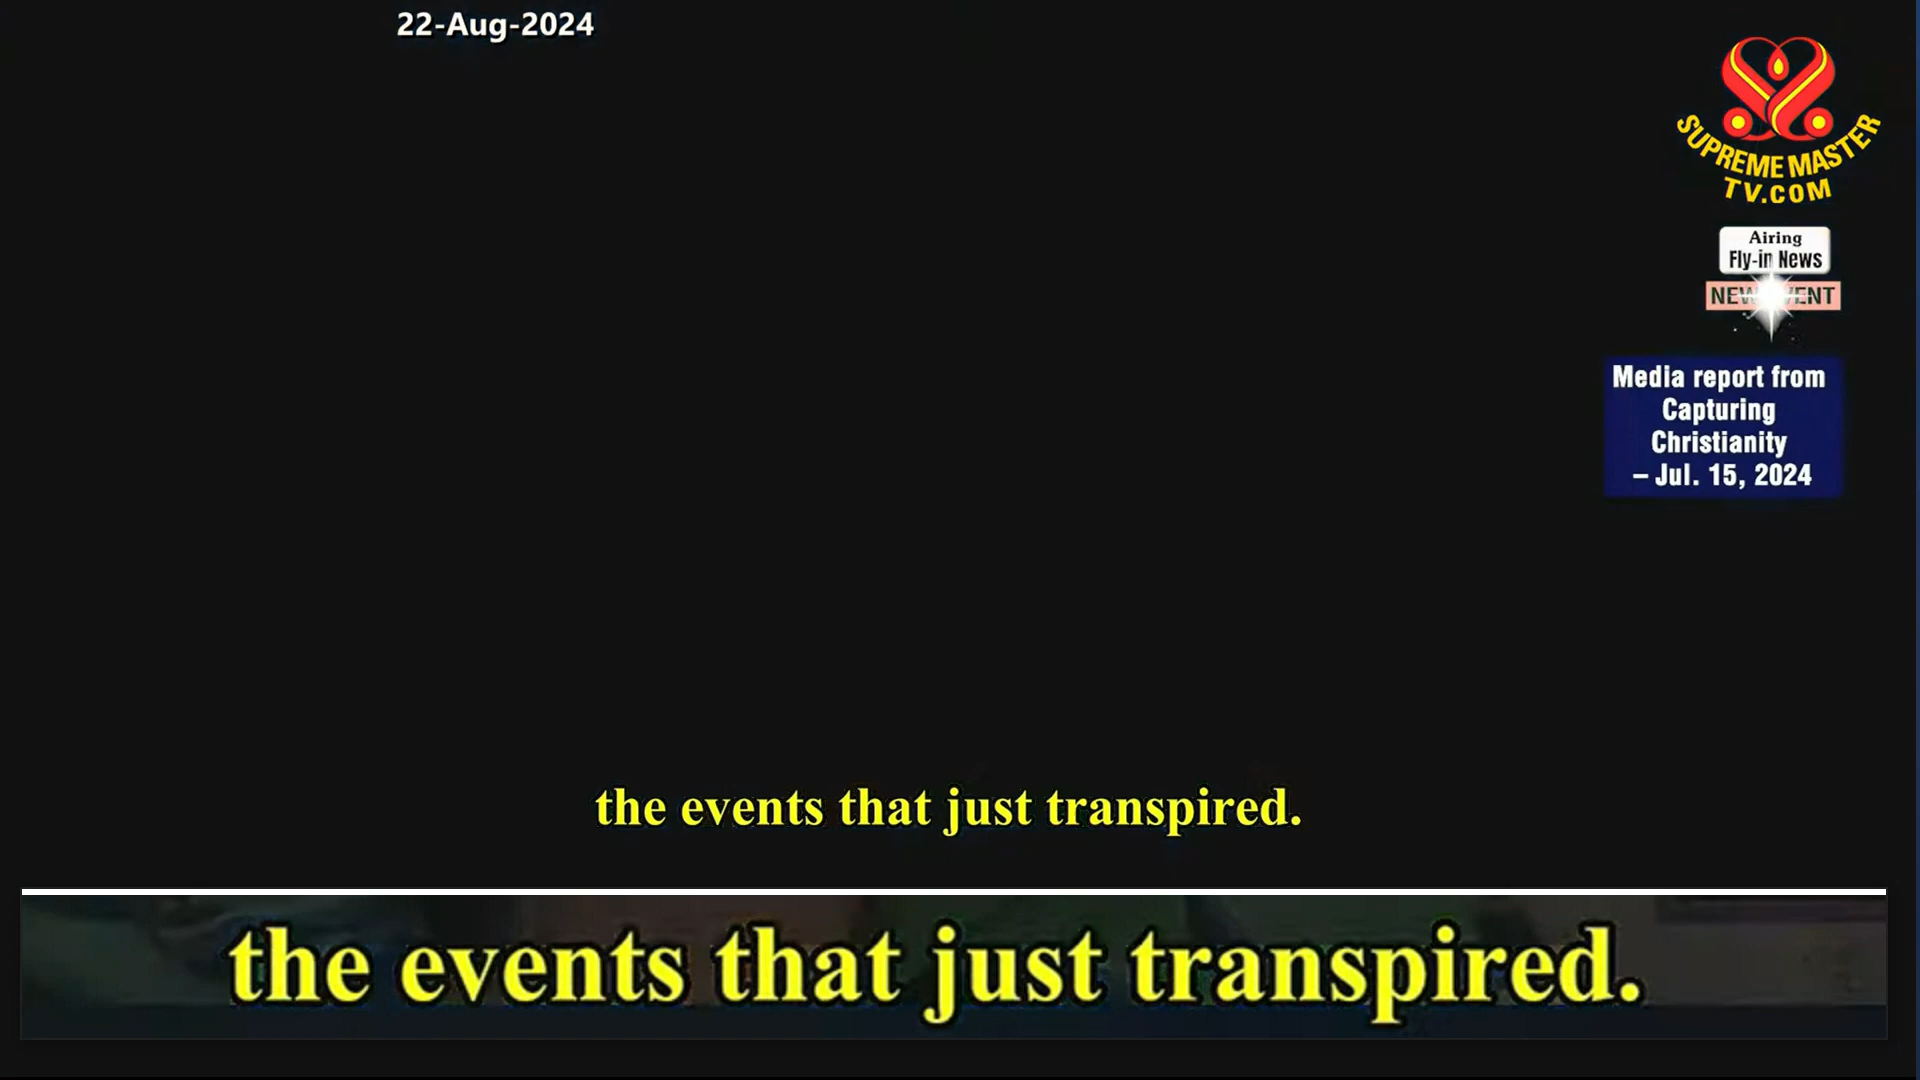 22-Aug-2024
SUPREME MASTER
TV.COM
Airing
Fly-in News
Media report from
Capturing
Christianity
– Jul. 15, 2024
the events that just transpired.
the events that just transpired.